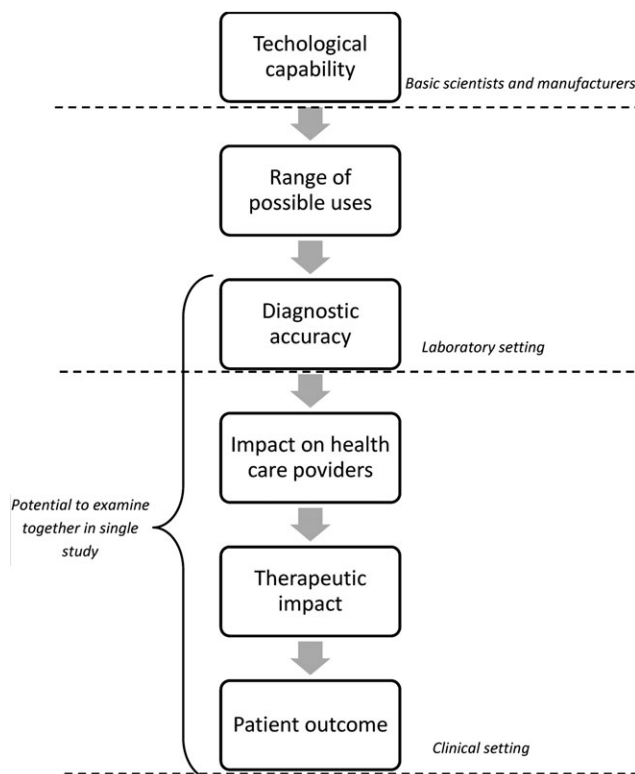 Techological
capability
Basic scientists and manufacturers
Range of
possible uses
Diagnostic
accuracy
Laboratory setting
Impact on health
care poviders
Potential to examine
together in single
study
Therapeutic
impact
Patient outcome
Clinical setting